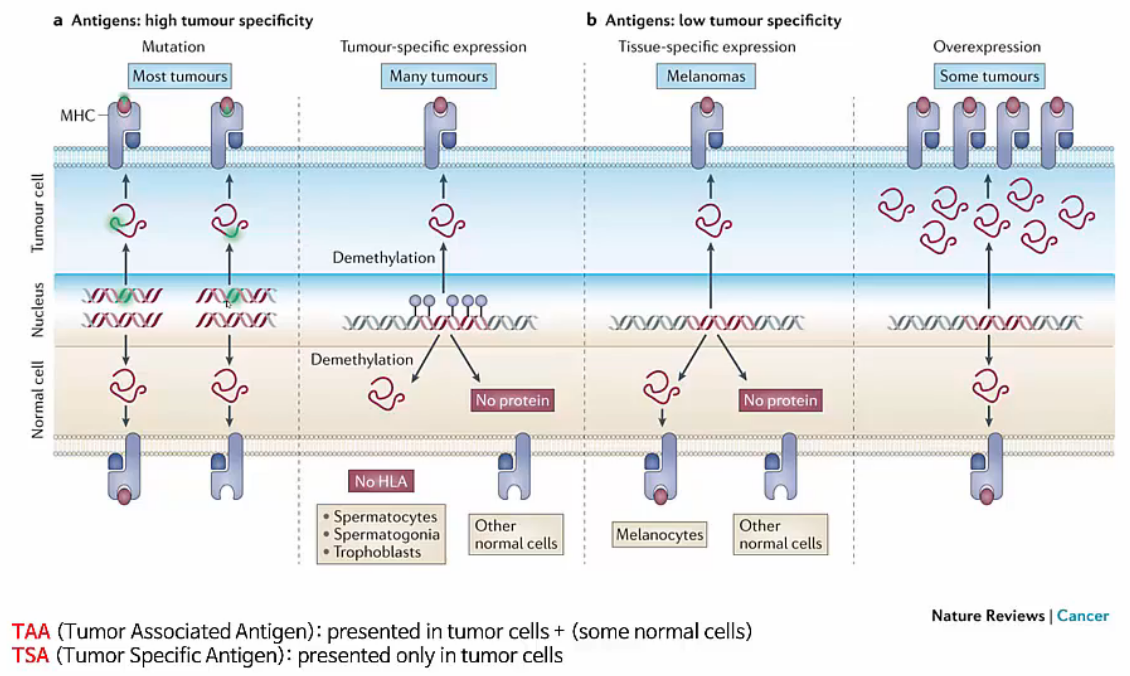 a Antigens: high tumour specificity
b Antigens: low tumour specificity
Mutation
Tumour-specific expression
Tissue-specific expression
Overexpression
Most tumours
Many tumours
Melanomas
Some tumours
MHC
Tumour cell
Demethylation
Nucleus
Demethylation
Normal cell
No protein
No protein
No HLA
• Spermatocytes
• Spermatogonia
• Trophoblasts
Other
normal cells
Melanocytes
Other
normal cells
Nature Reviews | Cancer
TAA (Tumor Associated Antigen): presented in tumor cells + (some normal cells)
TSA (Tumor Specific Antigen): presented only in tumor cells